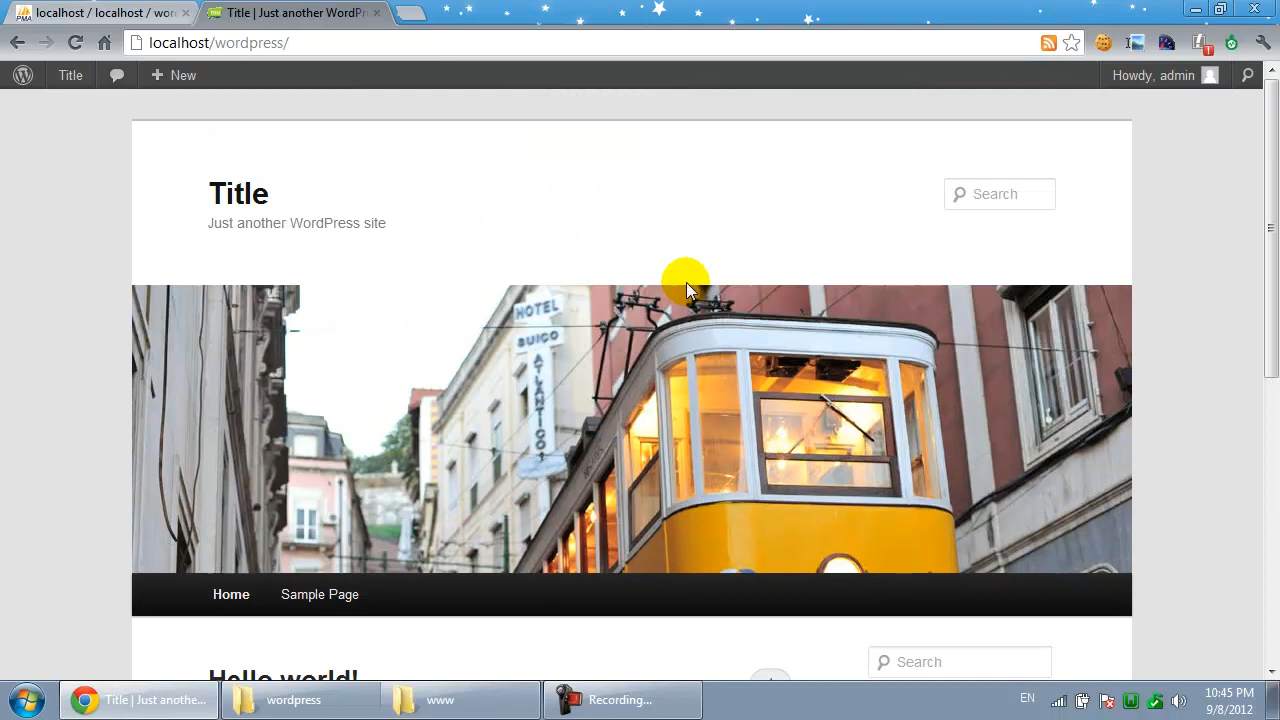 localhost / localhost / wor
Title | Just another WordPr
localhost/wordpress/
Title
New
Howdy, admin
Title
Just another WordPress site
Search
HOTEL
SUICO
ATLANTICO
Home
Sample Page
Search
Hello world!
Title | Just anothe...
wordpress
www
Recording...
EN
10:45 PM
9/8/2012